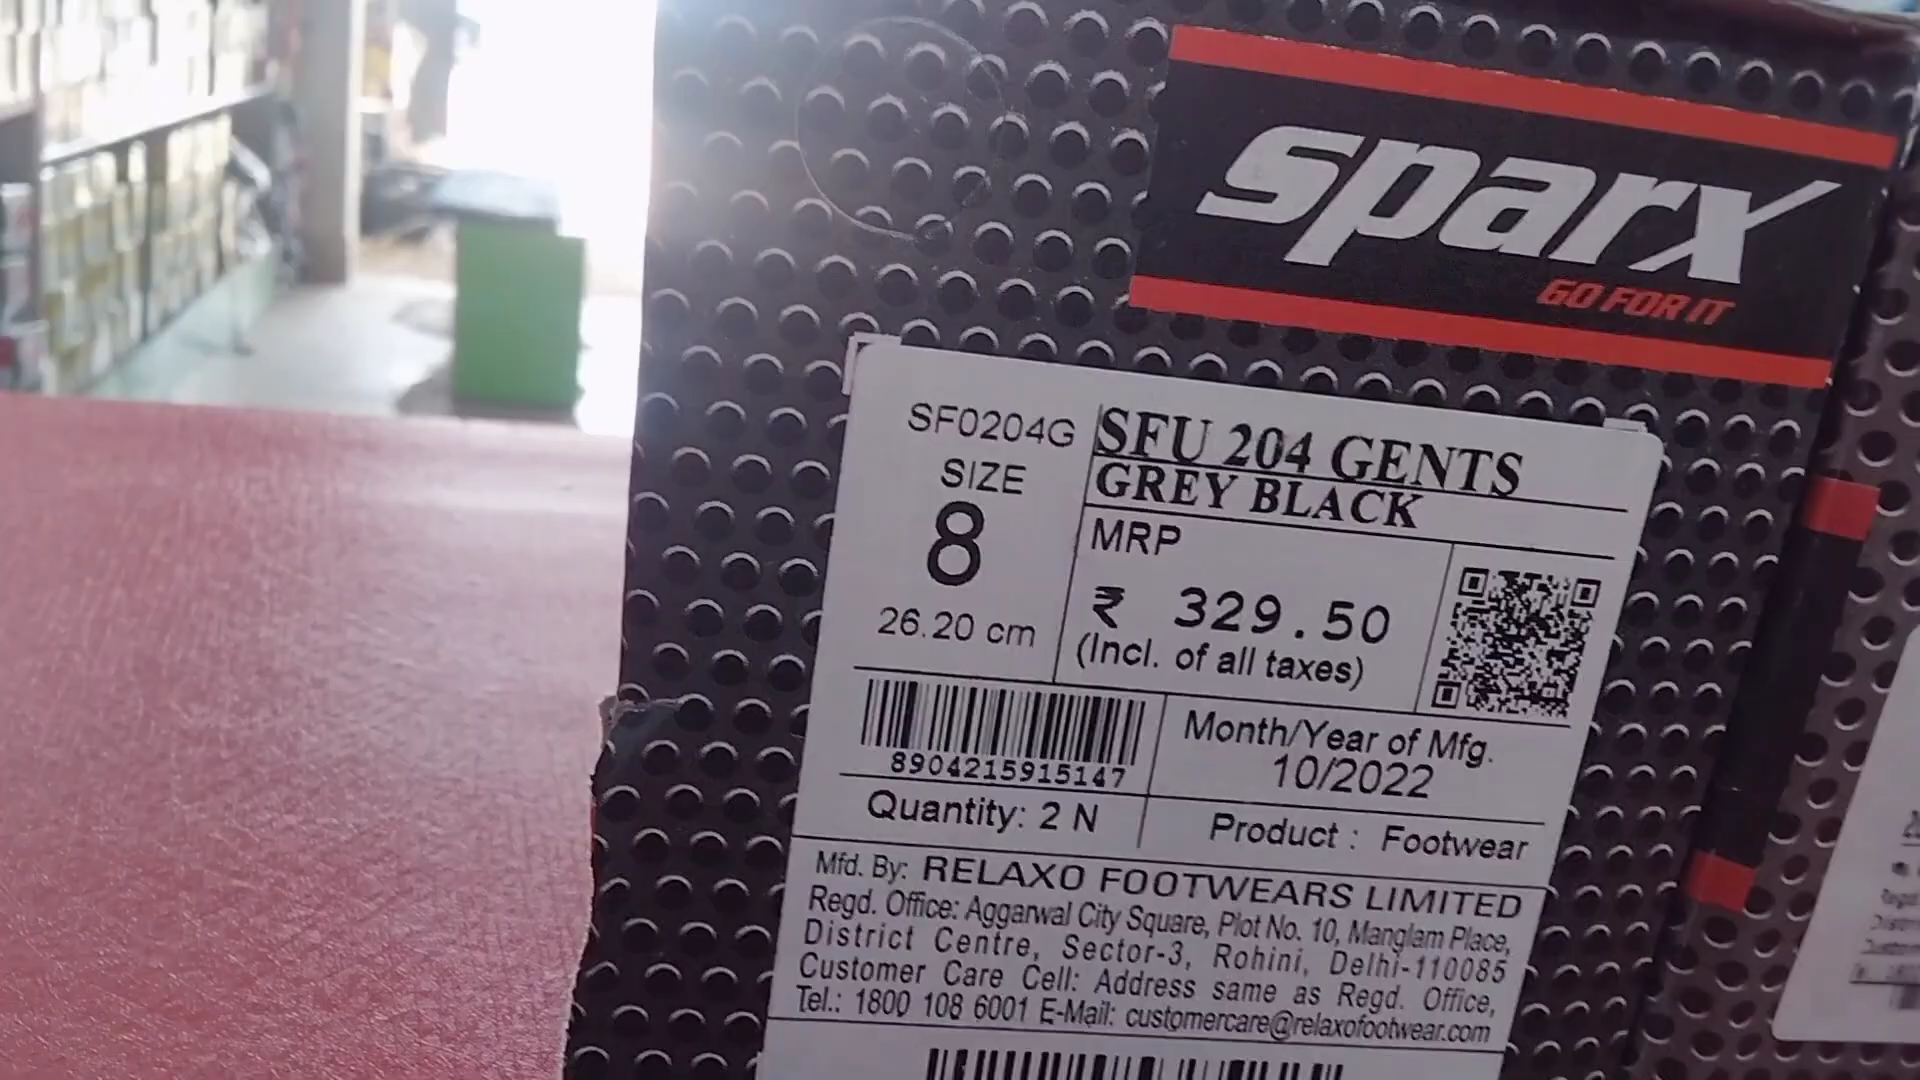 sparx
GO FOR IT
SF0204G
SFU 204 GENTS
GREY BLACK
SIZE
8
26.20 cm
MRP
₹ 329.50
(Incl. of all taxes)
8904215915147
Month/Year of Mfg.
10/2022
Quantity: 2 N
Product : Footwear
Mfd. By: RELAXO FOOTWEARS LIMITED
Regd. Office: Aggarwal City Square, Plot No. 10, Manglam Place,
District Centre, Sector-3, Rohini, Delhi-110085
Customer Care Cell: Address same as Regd. Office,
Tel.: 1800 108 6001 E-Mail: customercare@relaxofootwear.com